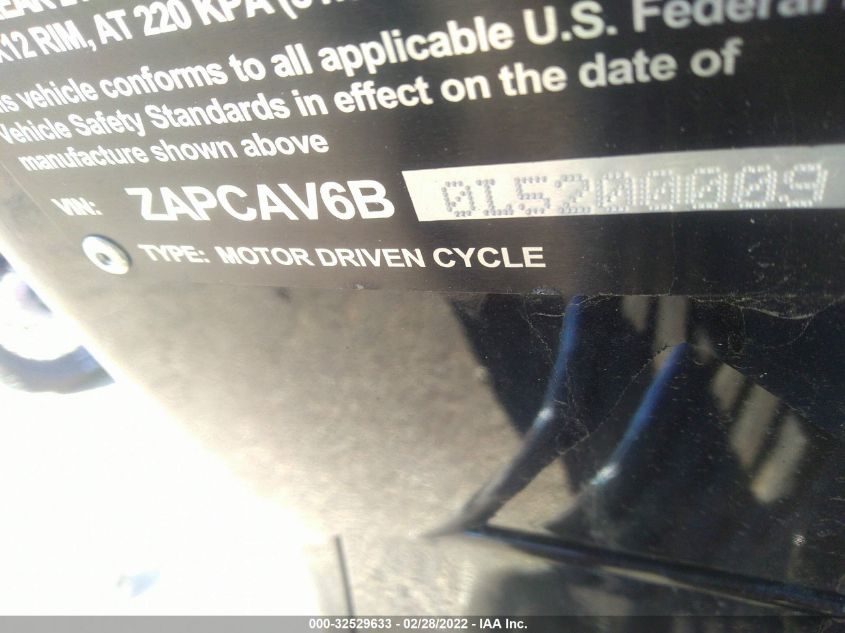 X12 RIM, AT 220 KPA
vehicle conforms to all applicable U.S. Federal
Vehicle Safety Standards in effect on the date of
manufacture shown above
VIN: ZAPCAV6B 0L5200009
TYPE: MOTOR DRIVEN CYCLE
000-32529633 - 02/28/2022 - IAA Inc.